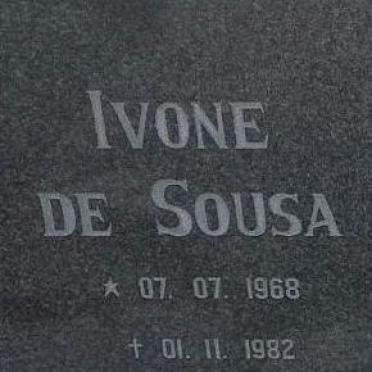 IVONE
DE SOUSA
* 07. 07. 1968
† 01. 11. 1982